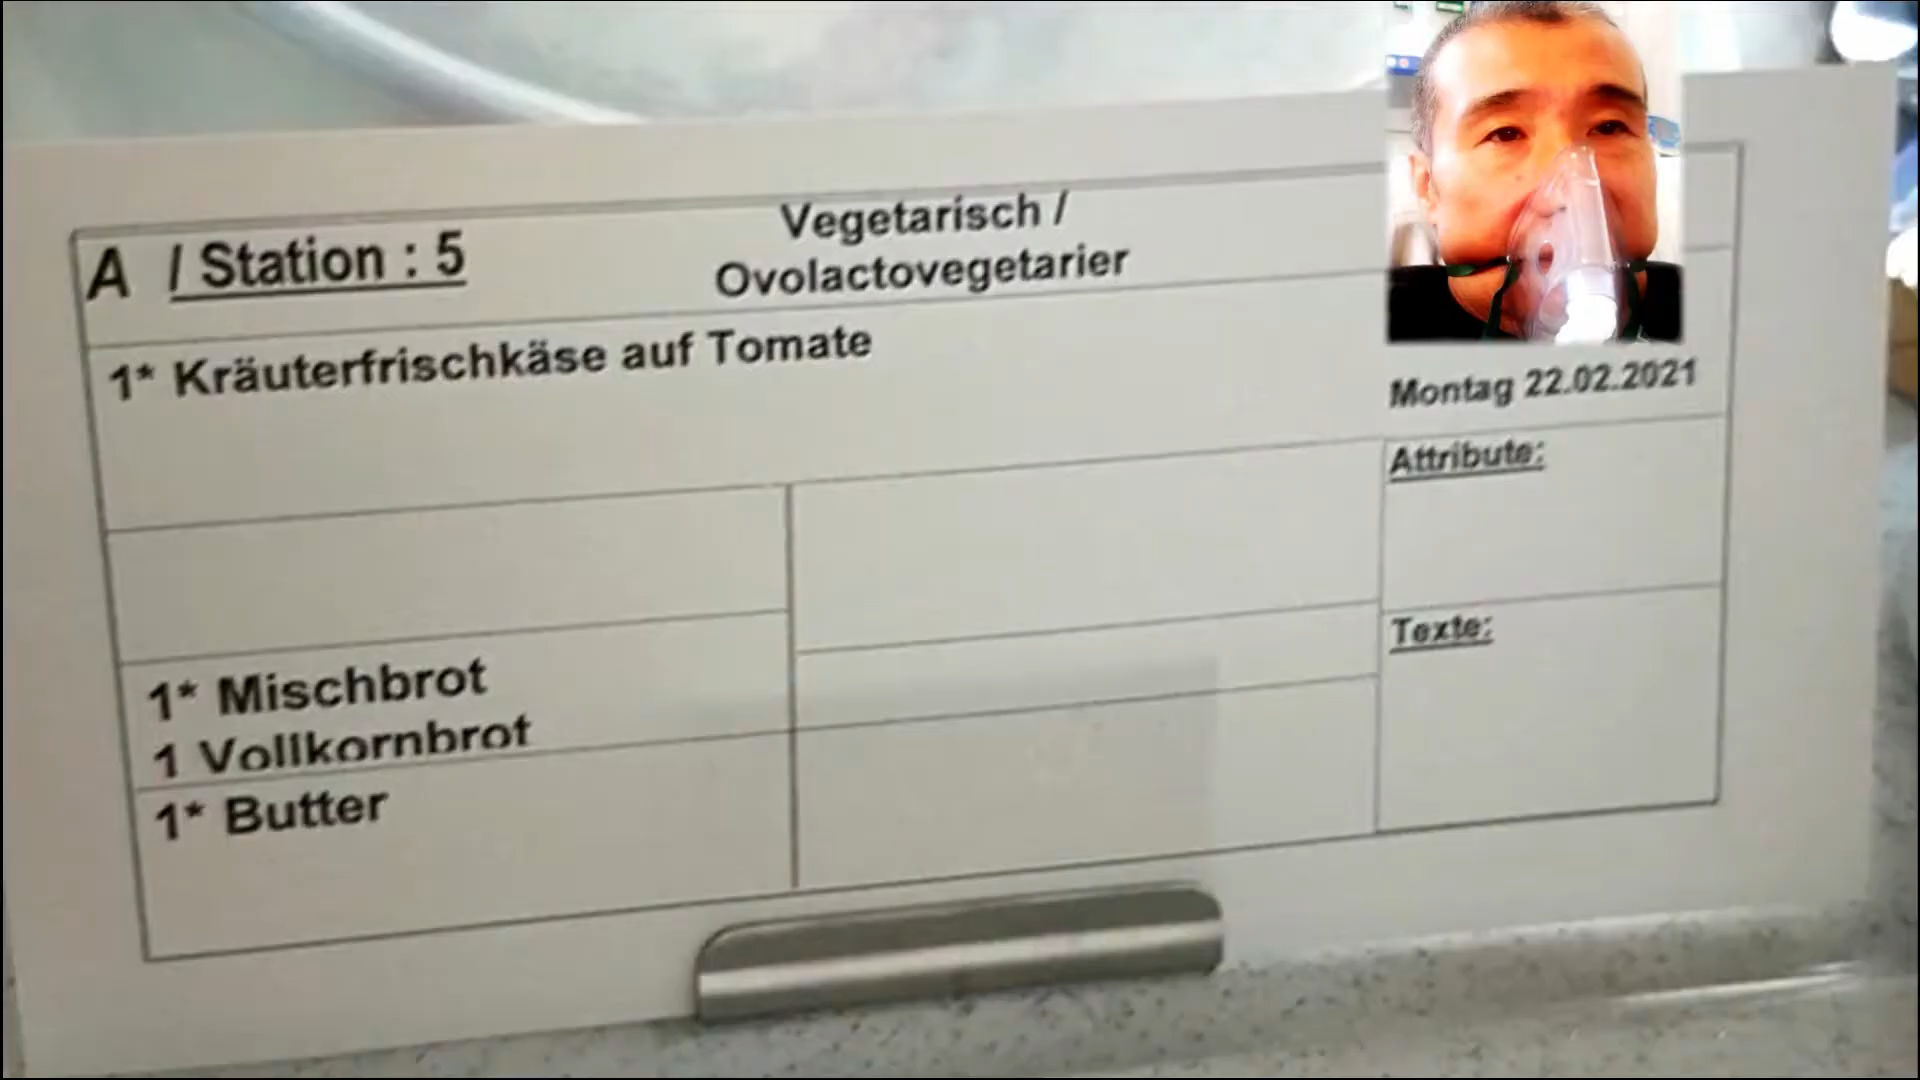 A / Station : 5
Vegetarisch /
Ovolactovegetarier
1* Kräuterfrischkäse auf Tomate
Montag 22.02.2021
Attribute:
Texte:
1* Mischbrot
1 Vollkornbrot
1* Butter